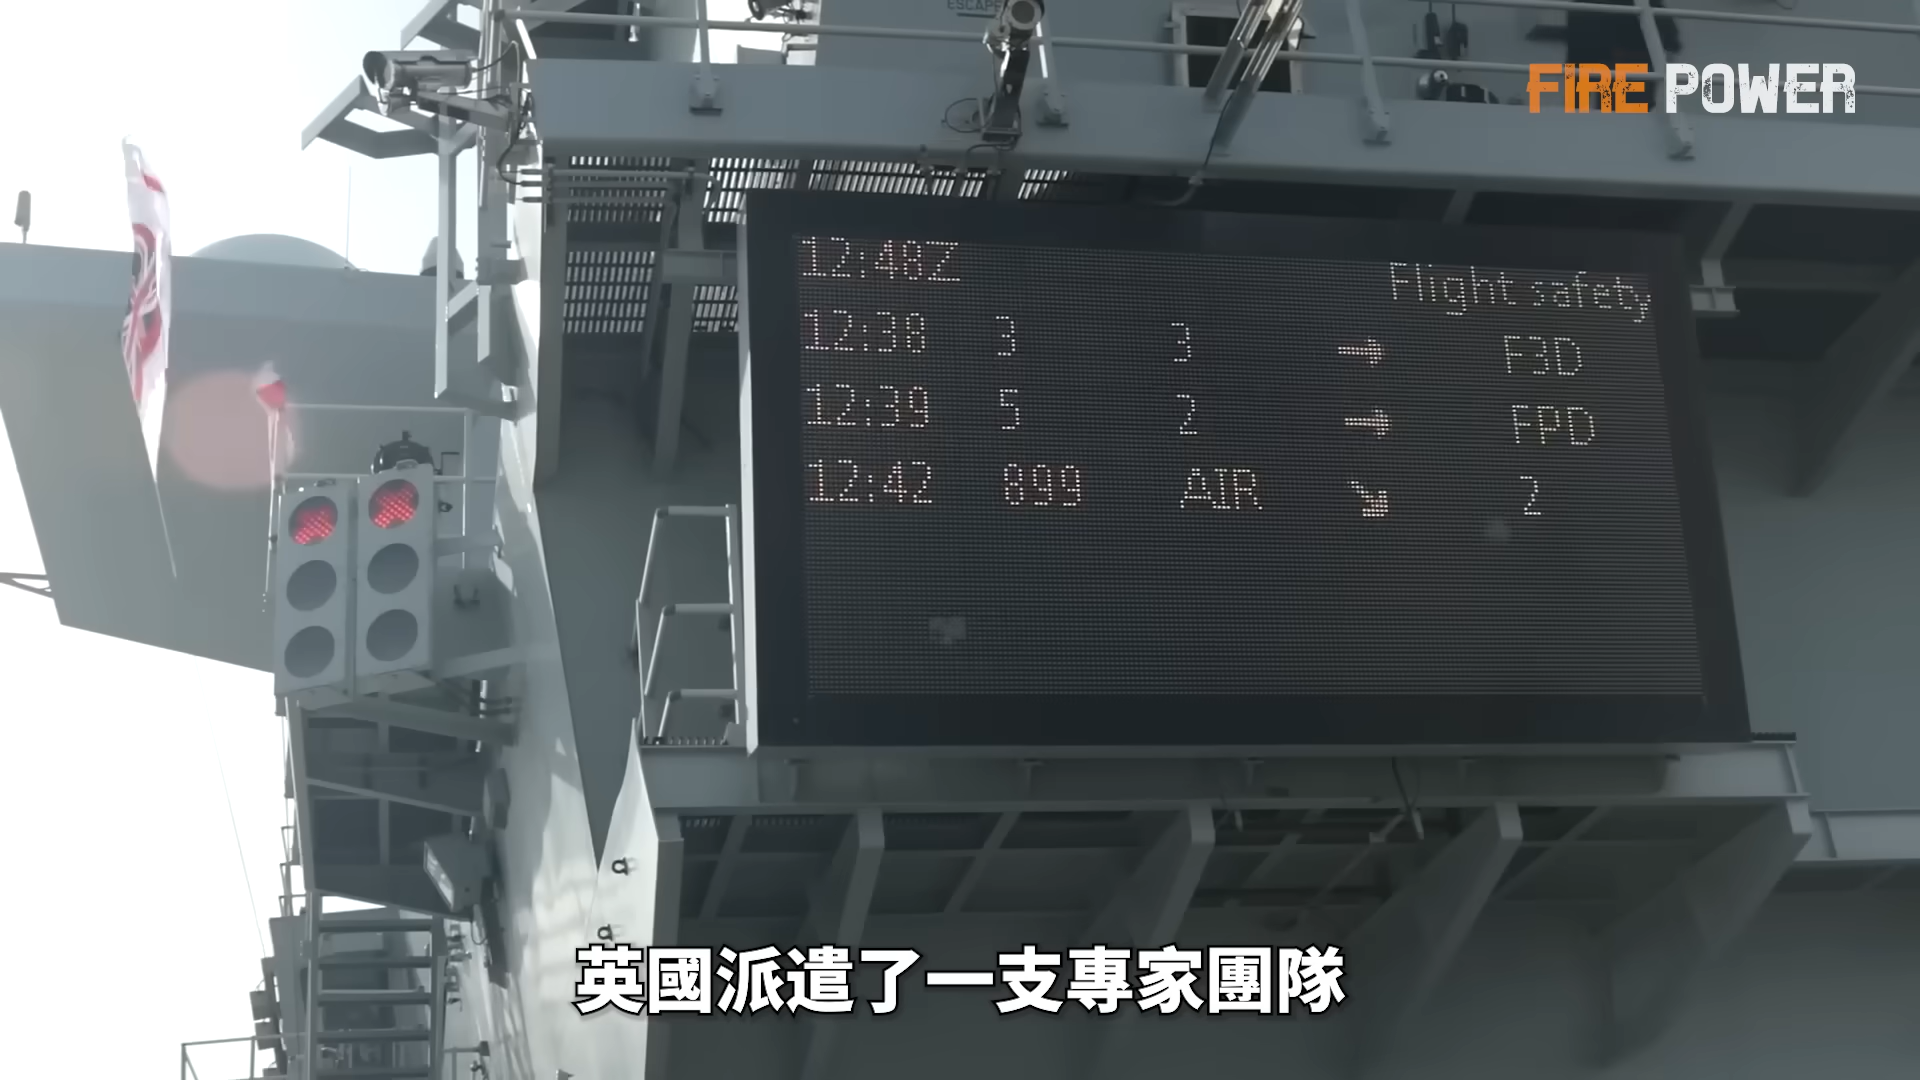 ESCAPE
FIRE POWER
12:48Z Flight safety
12:38 3 3 → F3D
12:39 5 2 → FPD
12:42 899 AIR ↘ 2
英國派遣了一支專家團隊